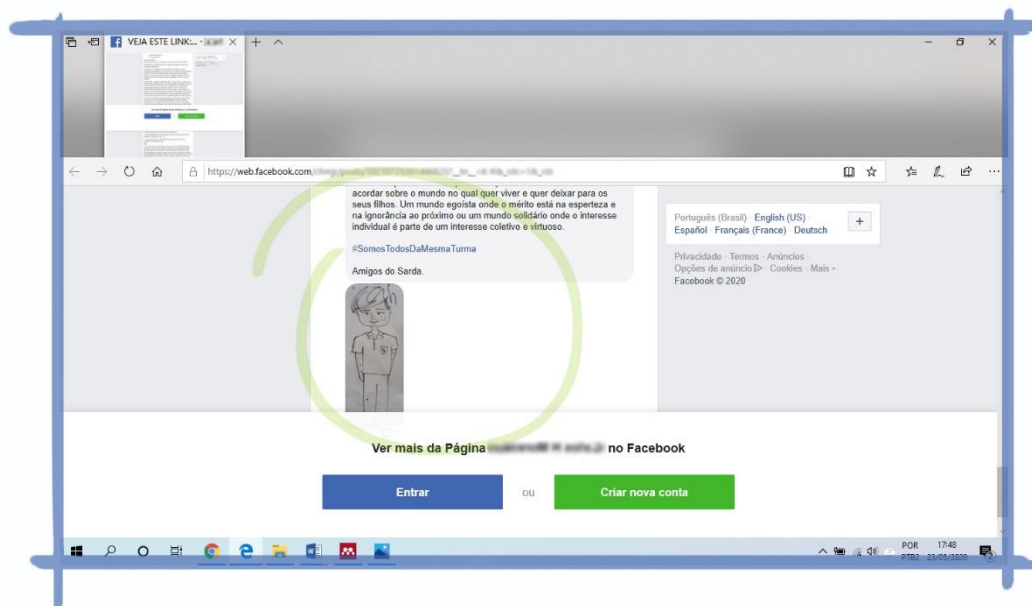 VEJA ESTE LINK:... -
https://web.facebook.com
acordar sobre o mundo no qual quer viver e quer deixar para os
seus filhos. Um mundo egoísta onde o mérito está na esperteza e
na ignorância ao próximo ou um mundo solidário onde o interesse
individual é parte de um interesse coletivo e virtuoso.
#SomosTodosDaMesmaTurma
Amigos do Sarda.
Português (Brasil) · English (US) ·
Español · Français (France) · Deutsch
Privacidade · Termos · Anúncios ·
Opções de anúncio · Cookies · Mais
Facebook © 2020
Ver mais da Página no Facebook
Entrar
ou
Criar nova conta
POR
PTB2
17:48
23/05/2020